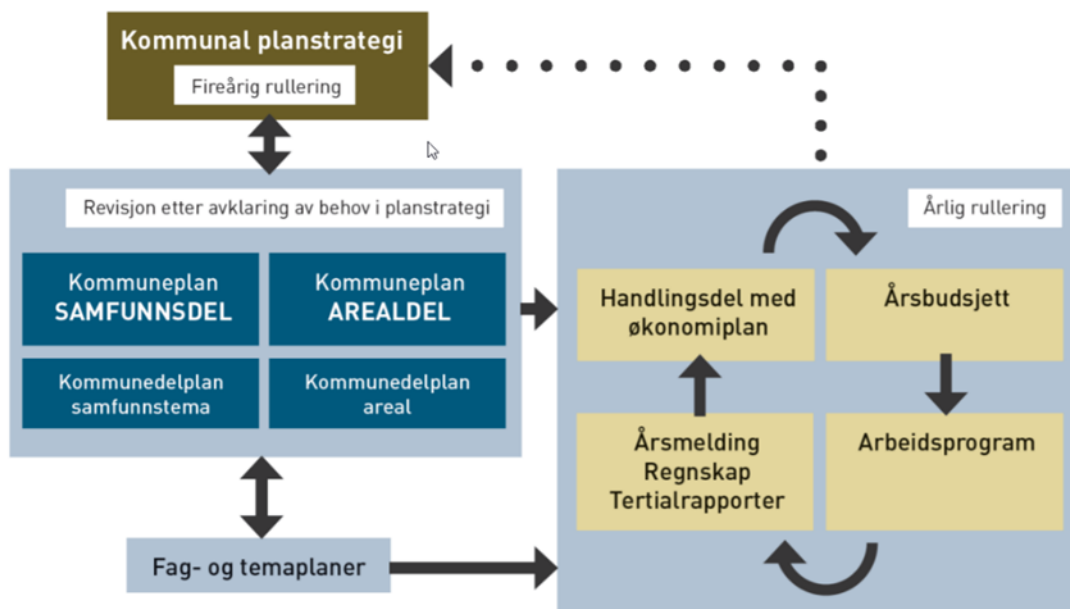 Kommunal planstrategi
Fireårig rullering
Revisjon etter avklaring av behov i planstrategi
Kommuneplan
SAMFUNNSDEL
Kommuneplan
AREALDEL
Kommunedelplan
samfunnstema
Kommunedelplan
areal
Fag- og temaplaner
Årlig rullering
Handlingsdel med
økonomiplan
Årsbudsjett
Årsmelding
Regnskap
Tertialrapporter
Arbeidsprogram